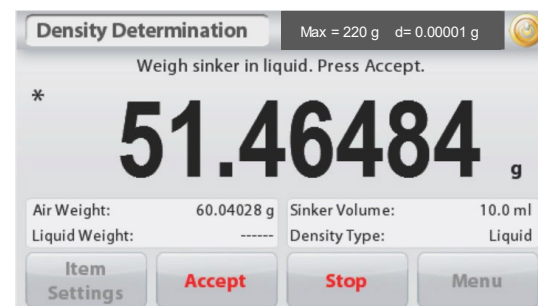 Density Determination
Max = 220 g d= 0.00001 g
Weigh sinker in liquid. Press Accept.
*
51.46484 g
Air Weight: 60.04028 g Sinker Volume: 10.0 ml
Liquid Weight: ------ Density Type: Liquid
Item Settings Accept Stop Menu